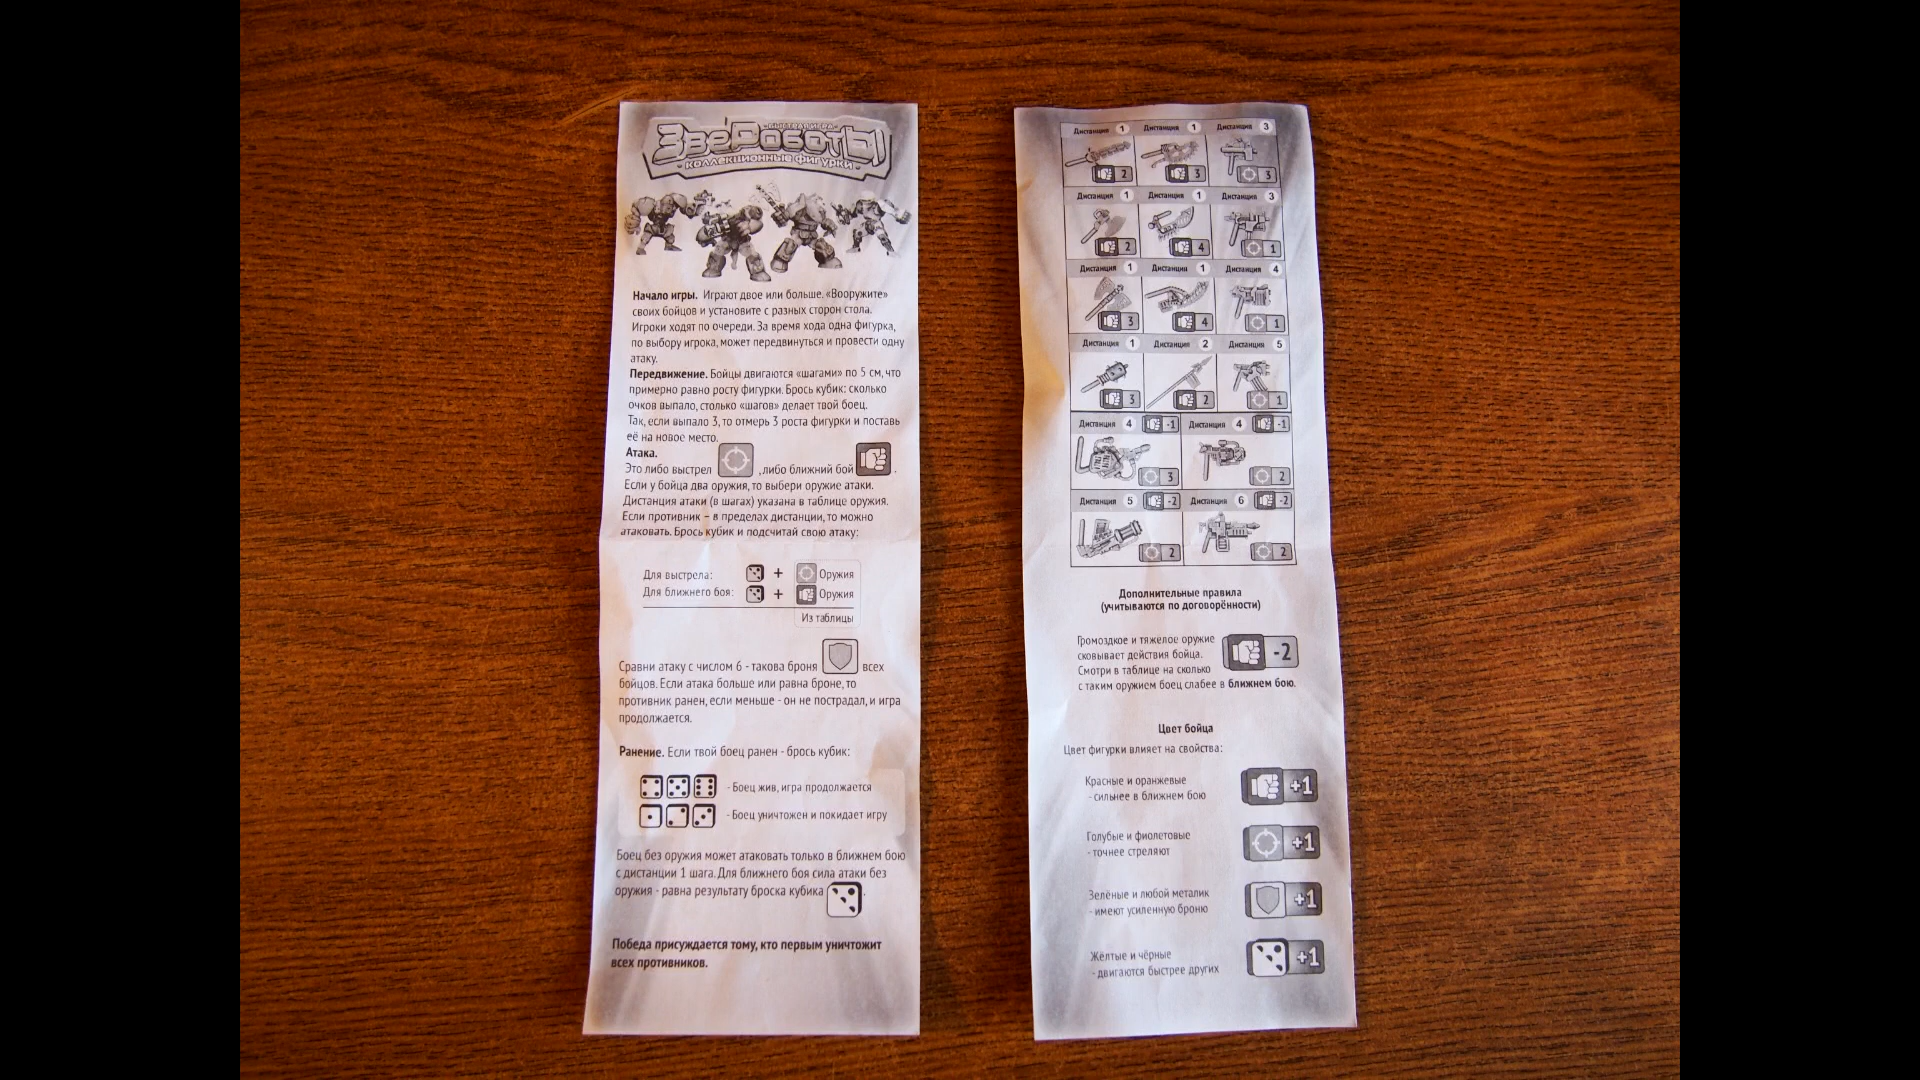 БЫСТРАЯ ИГРА
ЗвеРоботы
КОЛЛЕКЦИОННЫЕ ФИГУРКИ
Начало игры. Играют двое или больше. «Вооружите»
своих бойцов и установите с разных сторон стола.
Игроки ходят по очереди. За время хода одна фигурка,
по выбору игрока, может передвинуться и провести одну
атаку.
Передвижение. Бойцы двигаются «шагами» по 5 см, что
примерно равно росту фигурки. Брось кубик: сколько
очков выпало, столько «шагов» делает твой боец.
Так, если выпало 3, то отмерь 3 роста фигурки и поставь
её на новое место.
Атака.
Это либо выстрел , либо ближний бой .
Если у бойца два оружия, то выбери оружие атаки.
Дистанция атаки (в шагах) указана в таблице оружия.
Если противник – в пределах дистанции, то можно
атаковать. Брось кубик и подсчитай свою атаку:
Для выстрела: + Оружия
Для ближнего боя: + Оружия
Из таблицы
Сравни атаку с числом 6 - такова броня всех
бойцов. Если атака больше или равна броне, то
противник ранен, если меньше - он не пострадал, и игра
продолжается.
Ранение. Если твой боец ранен - брось кубик:
- Боец жив, игра продолжается
- Боец уничтожен и покидает игру
Боец без оружия может атаковать только в ближнем бою
с дистанции 1 шага. Для ближнего боя сила атаки без
оружия - равна результату броска кубика .
Победа присуждается тому, кто первым уничтожит
всех противников.
Дистанция 1 Дистанция 1 Дистанция 3
2 3 3
Дистанция 1 Дистанция 1 Дистанция 3
2 4 1
Дистанция 1 Дистанция 1 Дистанция 4
3 4 1
Дистанция 1 Дистанция 2 Дистанция 5
3 2 1
Дистанция 4 -1 Дистанция 4 -1
3 2
Дистанция 5 -2 Дистанция 6 -2
2 2
Дополнительные правила
(учитываются по договорённости)
Громоздкое и тяжелое оружие
сковывает действия бойца.
-2
Смотри в таблице на сколько
с таким оружием боец слабее в ближнем бою.
Цвет бойца
Цвет фигурки влияет на свойства:
Красные и оранжевые
- сильнее в ближнем бою
+1
Голубые и фиолетовые
- точнее стреляют
+1
Зелёные и любой металик
- имеют усиленную броню
+1
Жёлтые и чёрные
- двигаются быстрее других
+1